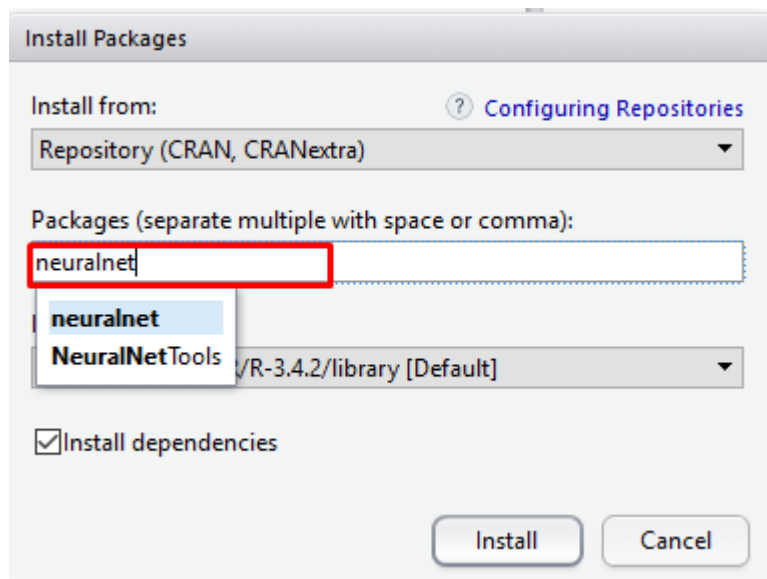 Install Packages
Install from:
Configuring Repositories
Repository (CRAN, CRANextra)
Packages (separate multiple with space or comma):
neuralnet
neuralnet
NeuralNetTools
/R-3.4.2/library [Default]
Install dependencies
Install
Cancel